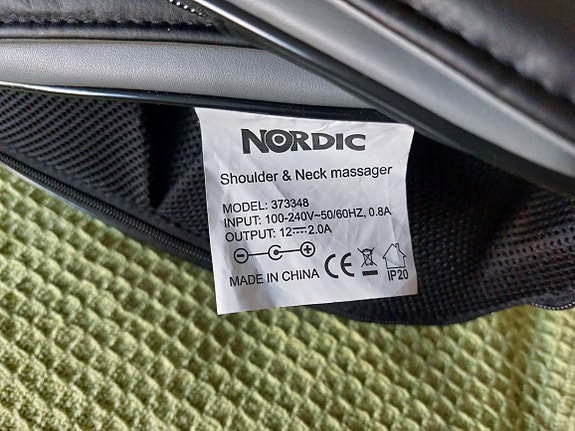 NORDIC
Shoulder & Neck massager
MODEL: 373348
INPUT: 100-240V~50/60HZ, 0.8A
OUTPUT: 12⎓2.0A
MADE IN CHINA CE
IP20